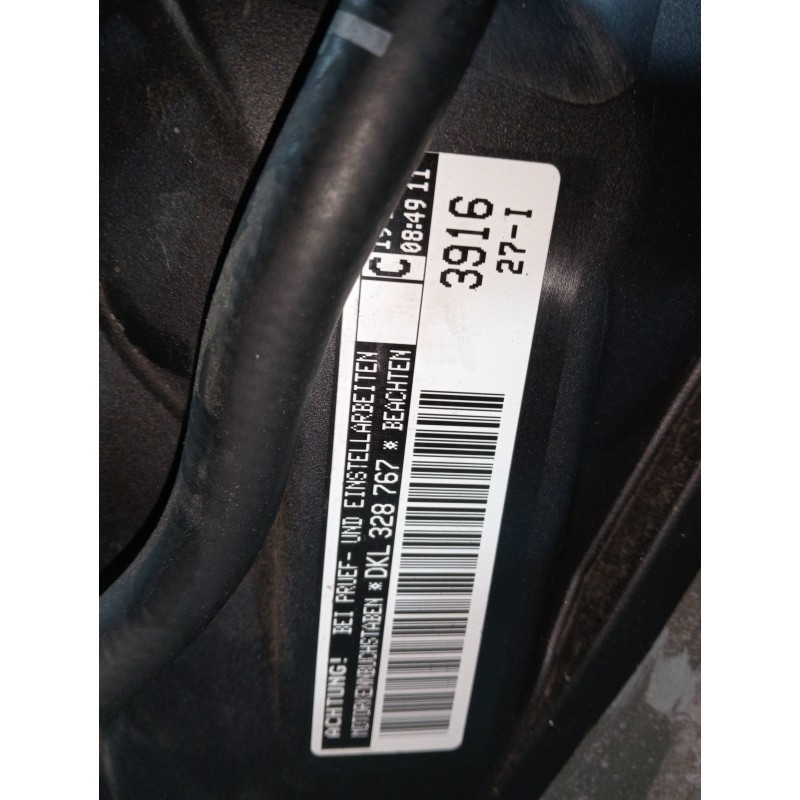 ACHTUNG! BEI PRUEF- UND EINSTELLARBEITEN
MOTORKENNBUCHSTABEN * DKL 328 767 * BEACHTEN
C
08:49 11
3916
27-I